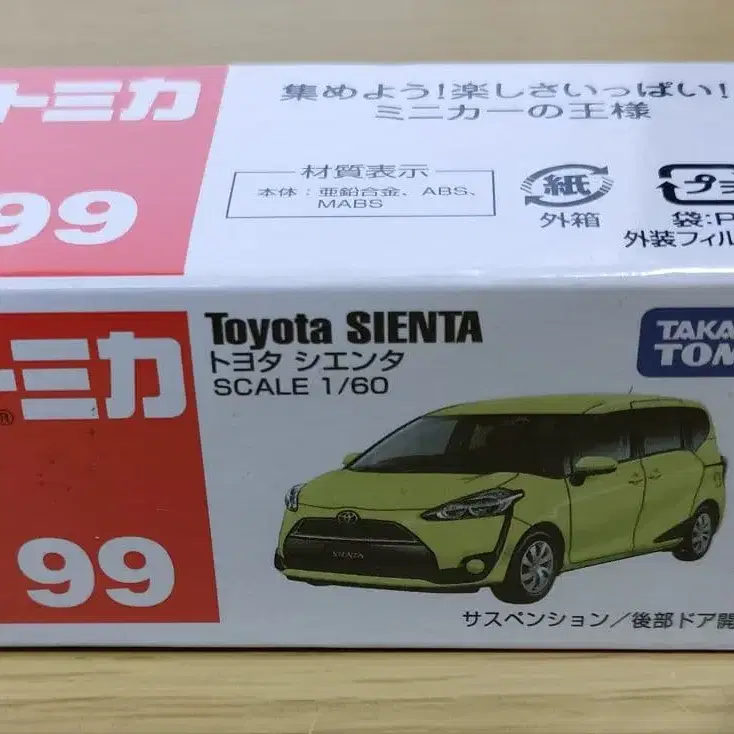 トミカ
99
集めよう!楽しさいっぱい!
ミニカーの王様
材質表示
本体:亜鉛合金、ABS、
MABS
紙
外箱
プラ
袋:P
外装フィル
トミカ
®
99
Toyota SIENTA
トヨタ シエンタ
SCALE 1/60
TAKA
TOM
SIENTA
サスペンション/後部ドア開